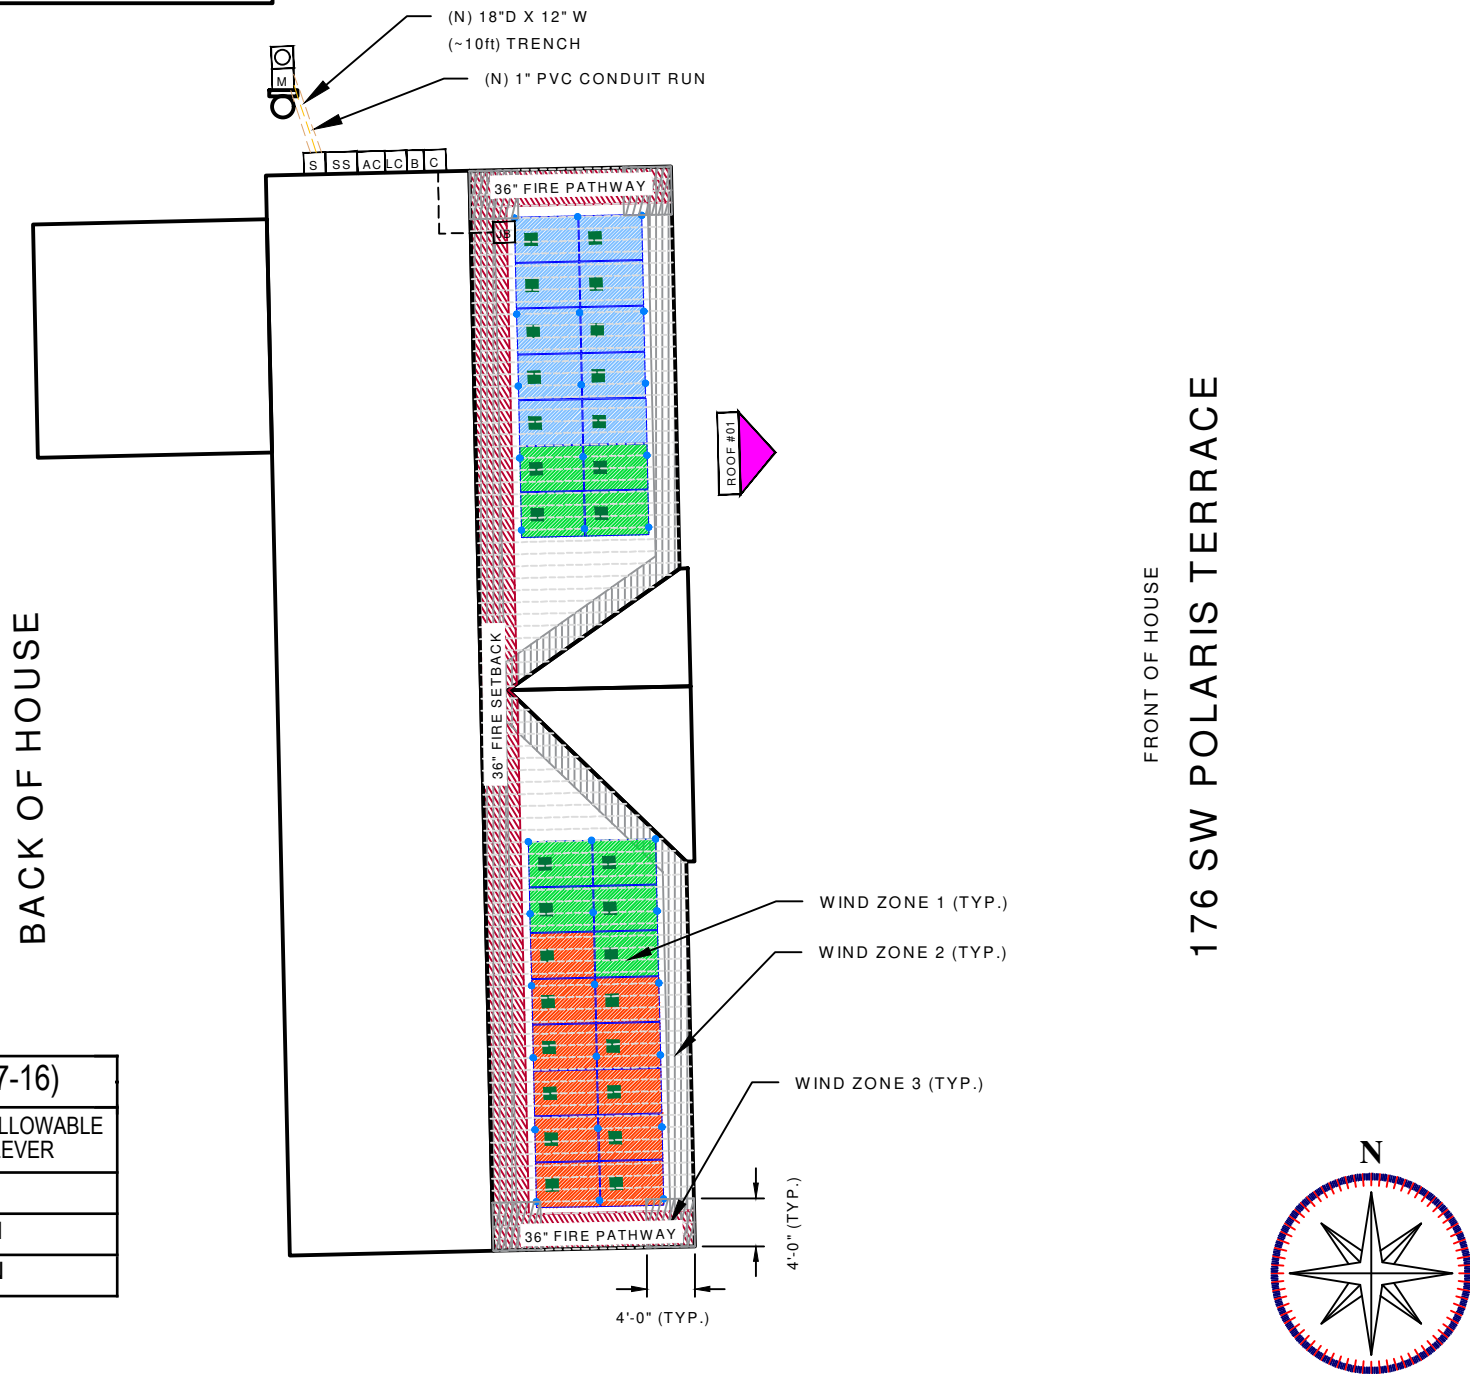 (N) 18"D X 12" W
(~10ft) TRENCH
(N) 1" PVC CONDUIT RUN
M
S SS AC LC B C
36" FIRE PATHWAY
JB
ROOF #01
36" FIRE SETBACK
BACK OF HOUSE
FRONT OF HOUSE
176 SW POLARIS TERRACE
WIND ZONE 1 (TYP.)
WIND ZONE 2 (TYP.)
WIND ZONE 3 (TYP.)
7-16)
LLOWABLE
EVER
36" FIRE PATHWAY
4'-0" (TYP.)
4'-0" (TYP.)
N